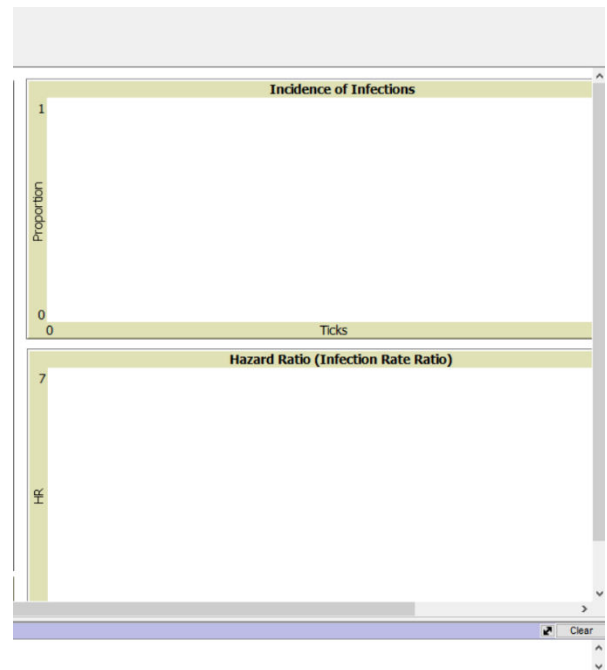 Incidence of Infections
1
Proportion
0
0
Ticks
Hazard Ratio (Infection Rate Ratio)
7
HR
Clear